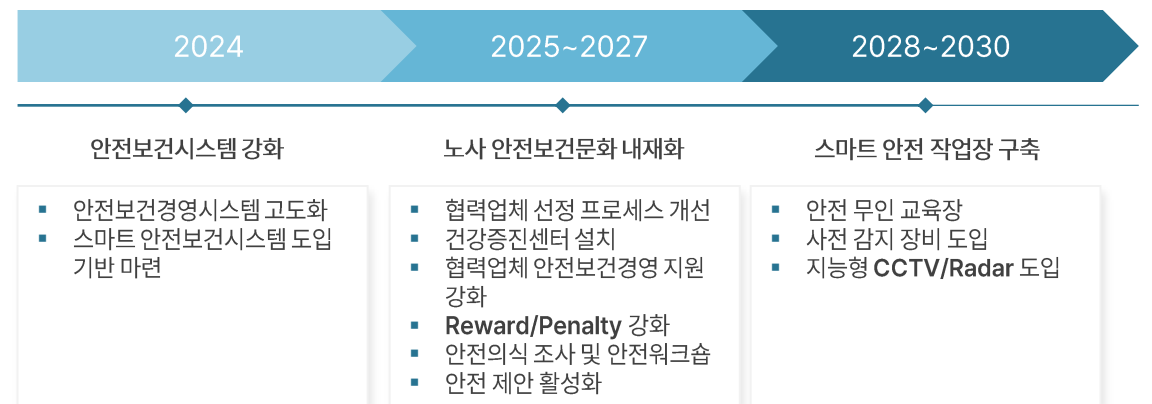 2024
2025~2027
2028~2030
안전보건시스템 강화
노사 안전보건문화 내재화
스마트 안전 작업장 구축
▪ 안전보건경영시스템 고도화
▪ 스마트 안전보건시스템 도입
기반 마련
▪ 협력업체 선정 프로세스 개선
▪ 건강증진센터 설치
▪ 협력업체 안전보건경영 지원
강화
▪ Reward/Penalty 강화
▪ 안전의식 조사 및 안전워크숍
▪ 안전 제안 활성화
▪ 안전 무인 교육장
▪ 사전 감지 장비 도입
▪ 지능형 CCTV/Radar 도입